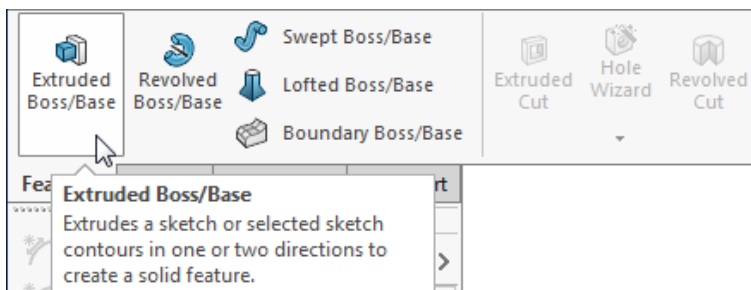 Extruded
Boss/Base
Revolved
Boss/Base
Swept Boss/Base
Lofted Boss/Base
Boundary Boss/Base
Extruded
Cut
Hole
Wizard
Revolved
Cut
Fea
rt
Extruded Boss/Base
Extrudes a sketch or selected sketch
contours in one or two directions to
create a solid feature.